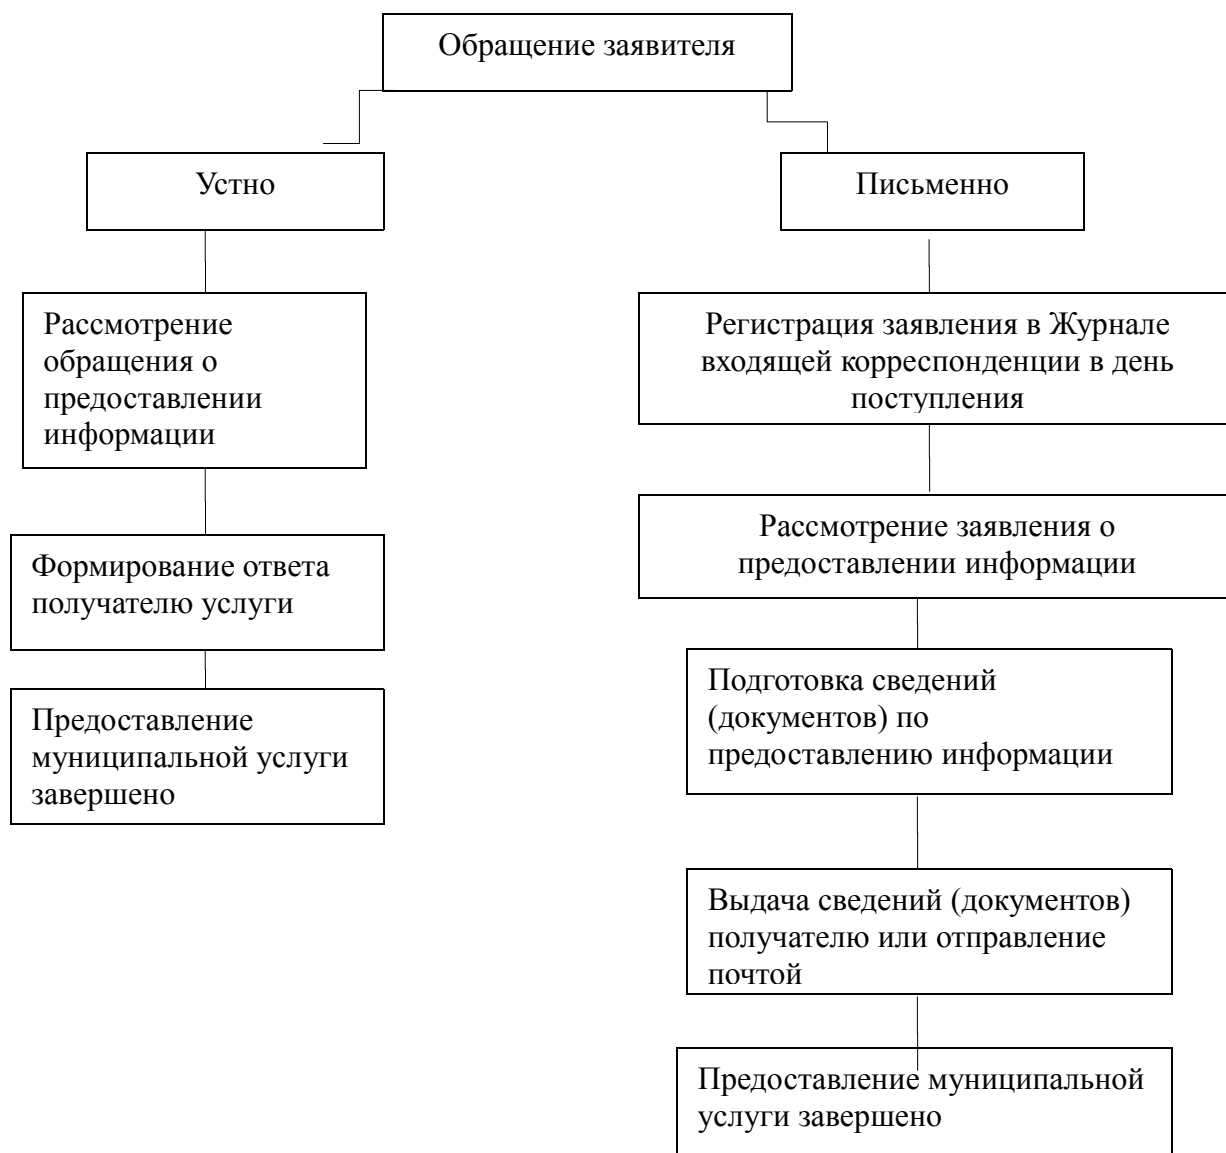 Обращение заявителя
Устно
Письменно
Рассмотрение
обращения о
предоставлении
информации
Формирование ответа
получателю услуги
Предоставление
муниципальной услуги
завершено
Регистрация заявления в Журнале
входящей корреспонденции в день
поступления
Рассмотрение заявления о
предоставлении информации
Подготовка сведений
(документов) по
предоставлению информации
Выдача сведений (документов)
получателю или отправление
почтой
Предоставление муниципальной
услуги завершено